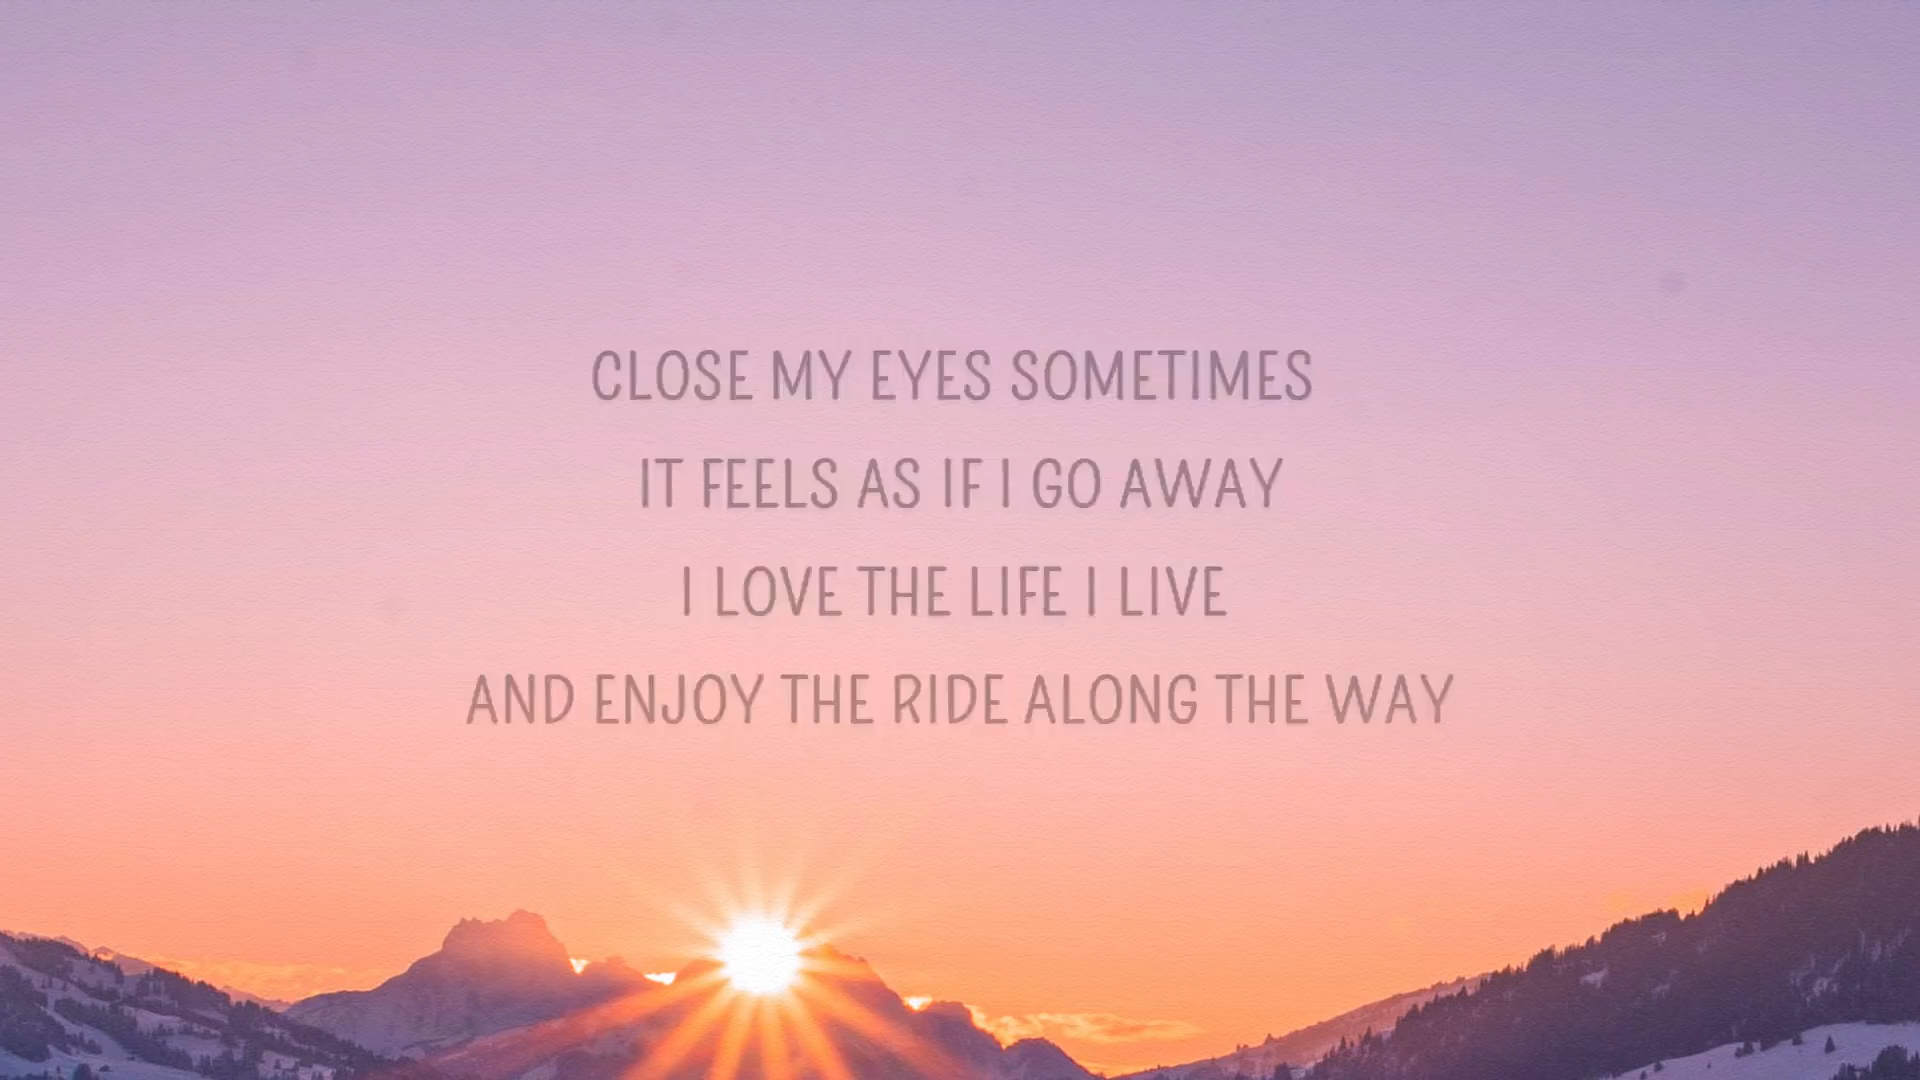 CLOSE MY EYES SOMETIMES
IT FEELS AS IF I GO AWAY
I LOVE THE LIFE I LIVE
AND ENJOY THE RIDE ALONG THE WAY